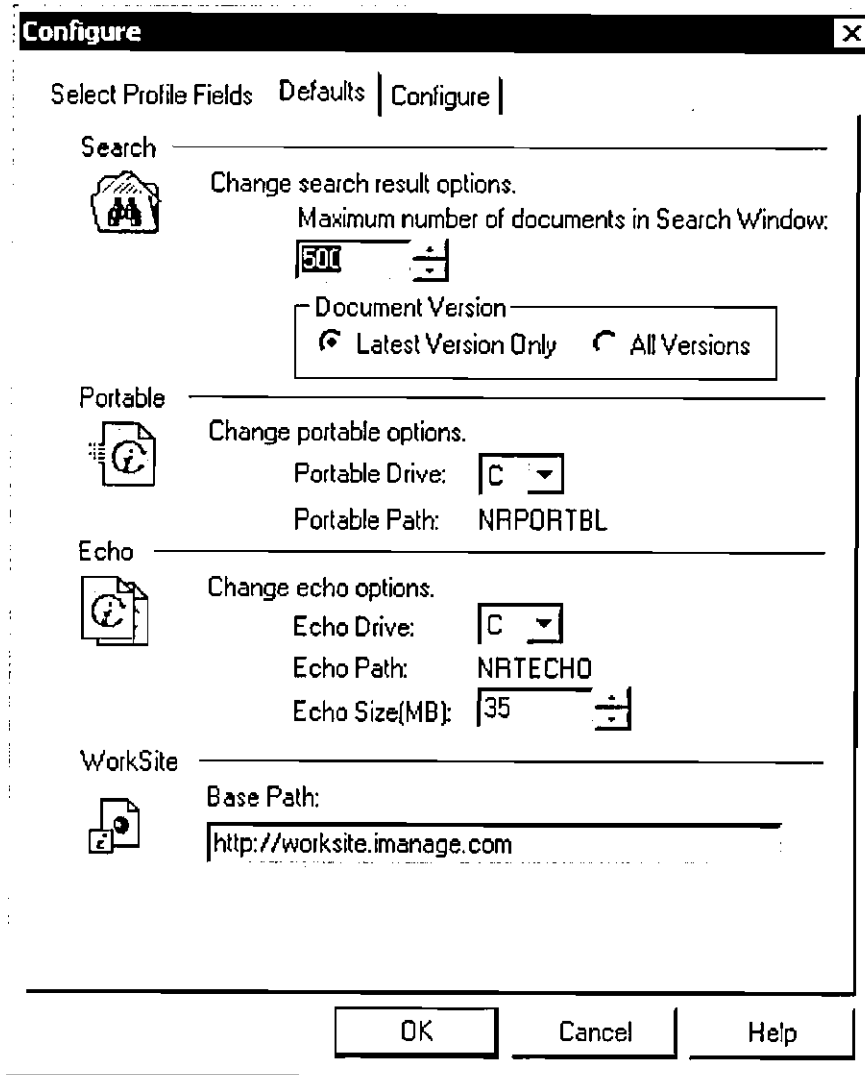 Configure
Select Profile Fields Defaults Configure
Search
Change search result options.
Maximum number of documents in Search Window:
500
Document Version
Latest Version Only All Versions
Portable
Change portable options.
Portable Drive: C
Portable Path: NRPORTBL
Echo
Change echo options.
Echo Drive: C
Echo Path: NRTECHO
Echo Size(MB): 35
WorkSite
Base Path:
http://worksite.imanage.com
OK Cancel Help